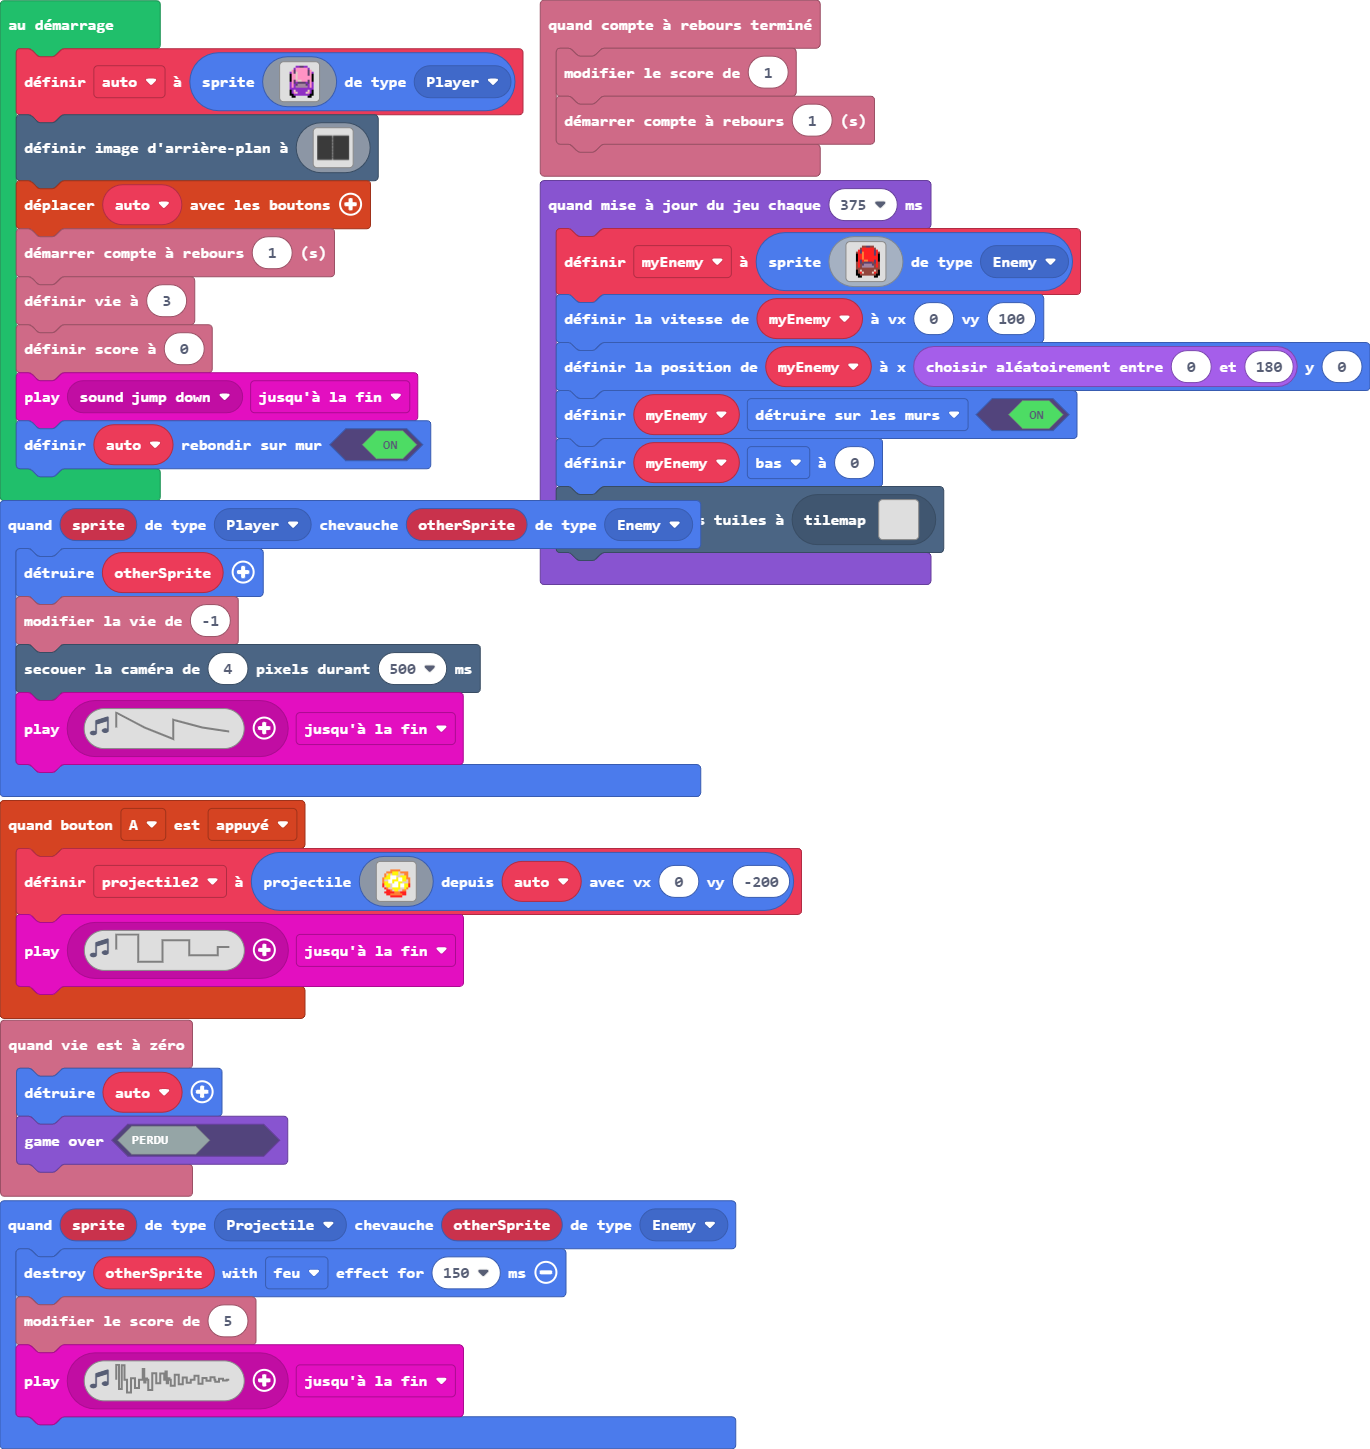 au démarrage
définir auto à sprite de type Player
définir image d'arrière-plan à
déplacer auto avec les boutons
démarrer compte à rebours 1 (s)
définir vie à 3
définir score à 0
play sound jump down jusqu'à la fin
définir auto rebondir sur mur ON
quand compte à rebours terminé
modifier le score de 1
démarrer compte à rebours 1 (s)
quand mise à jour du jeu chaque 375 ms
définir myEnemy à sprite de type Enemy
définir la vitesse de myEnemy à vx 0 vy 100
définir la position de myEnemy à x choisir aléatoirement entre 0 et 180 y 0
définir myEnemy détruire sur les murs ON
définir myEnemy bas à 0
tuiles à tilemap
quand sprite de type Player chevauche otherSprite de type Enemy
détruire otherSprite
modifier la vie de -1
secouer la caméra de 4 pixels durant 500 ms
play jusqu'à la fin
quand bouton A est appuyé
définir projectile2 à projectile depuis auto avec vx 0 vy -200
play jusqu'à la fin
quand vie est à zéro
détruire auto
game over PERDU
quand sprite de type Projectile chevauche otherSprite de type Enemy
destroy otherSprite with feu effect for 150 ms
modifier le score de 5
play jusqu'à la fin